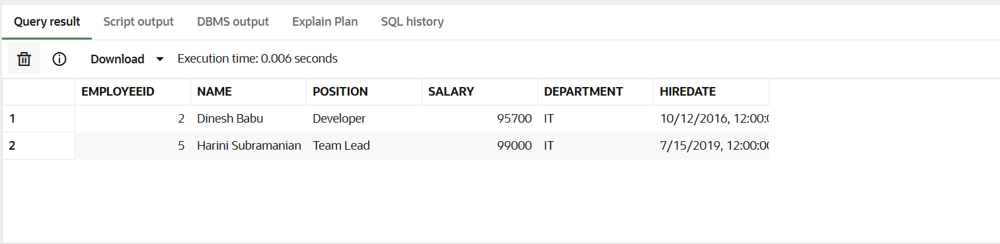 Query result Script output DBMS output Explain Plan SQL history
Download Execution time: 0.006 seconds
EMPLOYEEID NAME POSITION SALARY DEPARTMENT HIREDATE
1 2 Dinesh Babu Developer 95700 IT 10/12/2016, 12:00:0
2 5 Harini Subramanian Team Lead 99000 IT 7/15/2019, 12:00:00